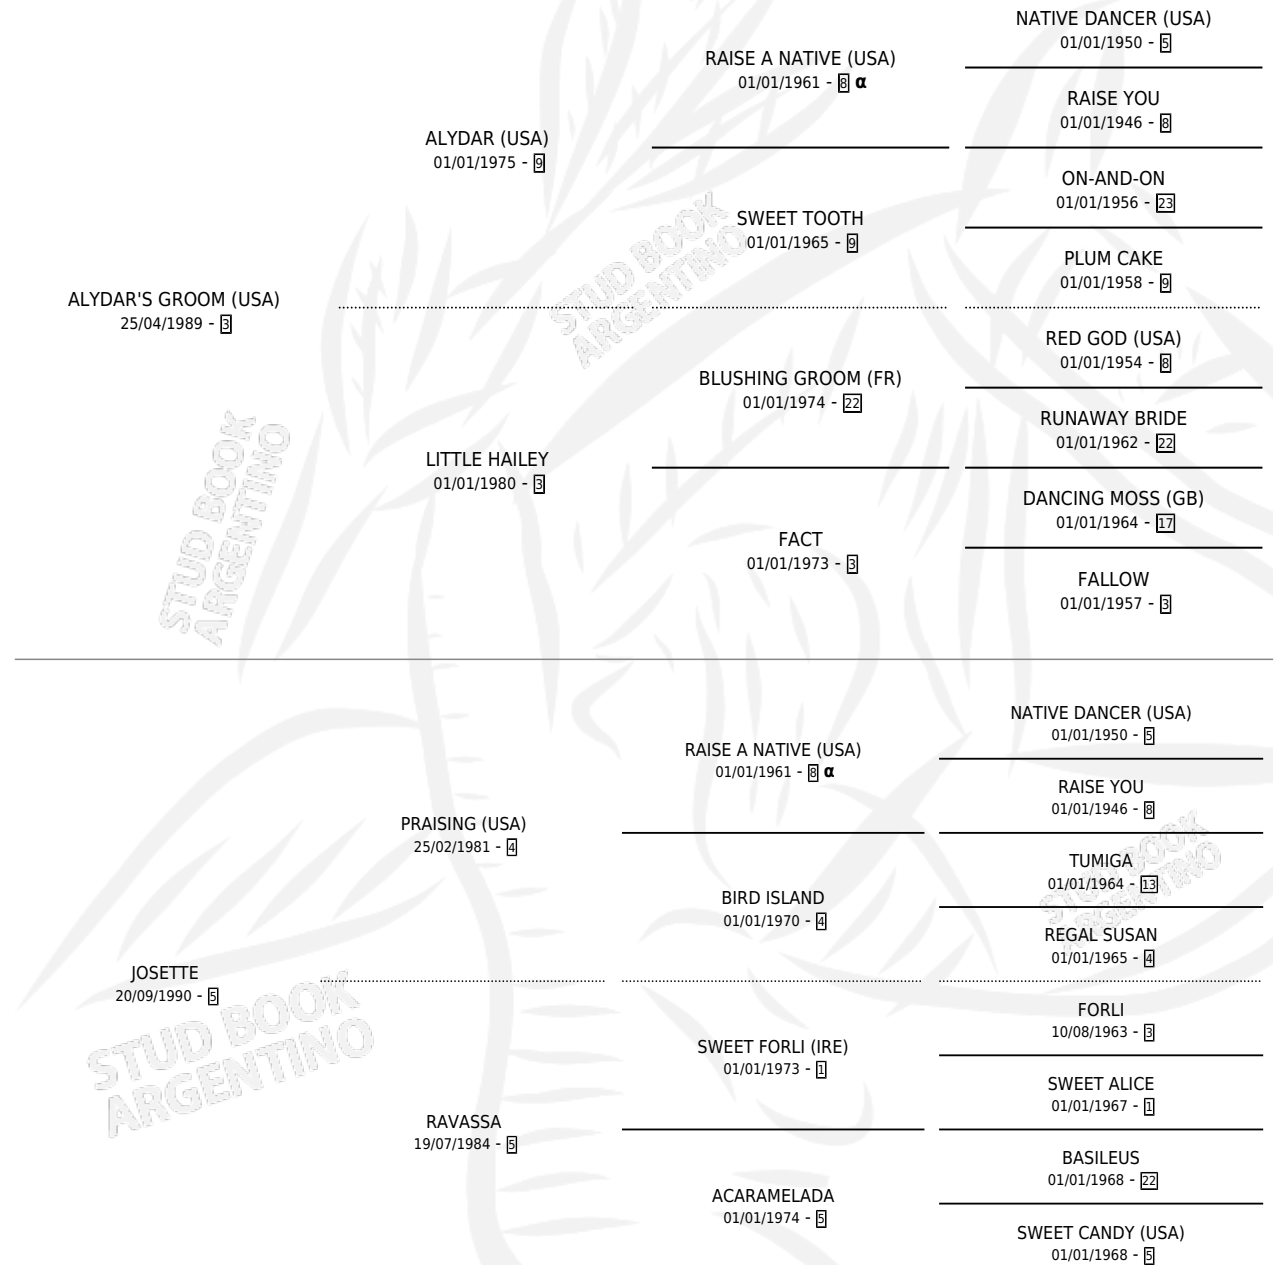 NATIVE DANCER (USA)
01/01/1950 - 5
RAISE A NATIVE (USA)
01/01/1961 - 8 α
RAISE YOU
01/01/1946 - 8
ALYDAR (USA)
01/01/1975 - 9
ON-AND-ON
01/01/1956 - 23
SWEET TOOTH
01/01/1965 - 9
PLUM CAKE
01/01/1958 - 9
ALYDAR'S GROOM (USA)
25/04/1989 - 3
RED GOD (USA)
01/01/1954 - 8
BLUSHING GROOM (FR)
01/01/1974 - 22
RUNAWAY BRIDE
01/01/1962 - 22
LITTLE HAILEY
01/01/1980 - 3
DANCING MOSS (GB)
01/01/1964 - 17
FACT
01/01/1973 - 3
FALLOW
01/01/1957 - 3
STUD BOOK
ARGENTINO
STUD BOOK
ARGENTINO
NATIVE DANCER (USA)
01/01/1950 - 5
RAISE A NATIVE (USA)
01/01/1961 - 8 α
RAISE YOU
01/01/1946 - 8
PRAISING (USA)
25/02/1981 - 4
TUMIGA
01/01/1964 - 13
BIRD ISLAND
01/01/1970 - 4
REGAL SUSAN
01/01/1965 - 4
JOSETTE
20/09/1990 - 5
FORLI
10/08/1963 - 3
SWEET FORLI (IRE)
01/01/1973 - 1
SWEET ALICE
01/01/1967 - 1
RAVASSA
19/07/1984 - 5
BASILEUS
01/01/1968 - 22
ACARAMELADA
01/01/1974 - 5
SWEET CANDY (USA)
01/01/1968 - 5
STUD BOOK
ARGENTINO
STUD BOOK
ARGENTINO